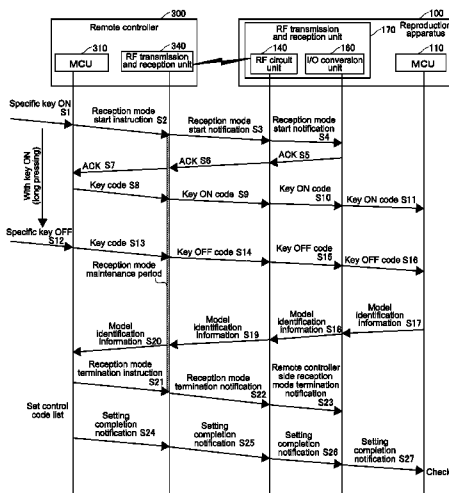 300
Remote controller
310
MCU
340
RF transmission
and reception unit
100
Reproduction
apparatus
170
RF transmission
and reception unit
140
RF circuit
unit
160
I/O conversion
unit
110
MCU
Specific key ON
S1
Reception mode
start instruction S2
Reception mode
start notification S3
Reception mode
start notification
S4
ACK S5
ACK S6
ACK S7
With key ON
(long pressing)
Key code S8
Key ON code
S9
Key ON code
S10
Key ON code S11
Specific key OFF
S12
Key code S13
Key OFF code S14
Key OFF code
S15
Key OFF code S16
Reception mode
maintenance period
Model
identification
information S17
Model
identification
information S18
Model
identification
information S19
Model
identification
information S20
Reception mode
termination instruction
S21
Reception mode
termination notification
S22
Remote controller
side reception
mode termination
notification
S23
Set control
code list
Setting
completion
notification S24
Setting
completion
notification S25
Setting
completion
notification S26
Setting
completion
notification S27
Check